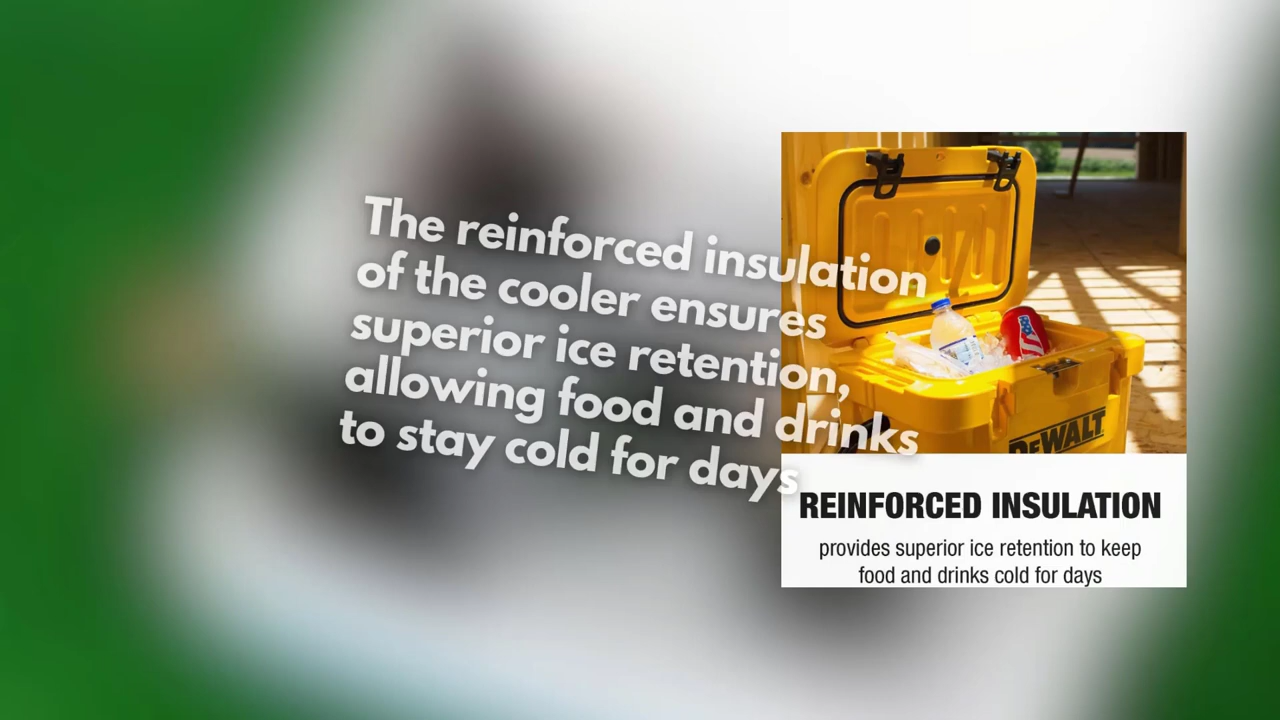 The reinforced insulation
of the cooler ensures
superior ice retention,
allowing food and drinks
to stay cold for days
DEWALT
REINFORCED INSULATION
provides superior ice retention to keep
food and drinks cold for days